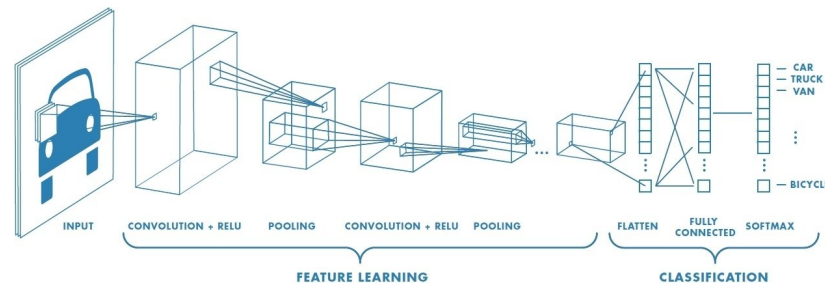 CAR
TRUCK
VAN
BICYCL
INPUT
CONVOLUTION + RELU
POOLING
CONVOLUTION + RELU
POOLING
FLATTEN
FULLY
CONNECTED
SOFTMAX
FEATURE LEARNING
CLASSIFICATION